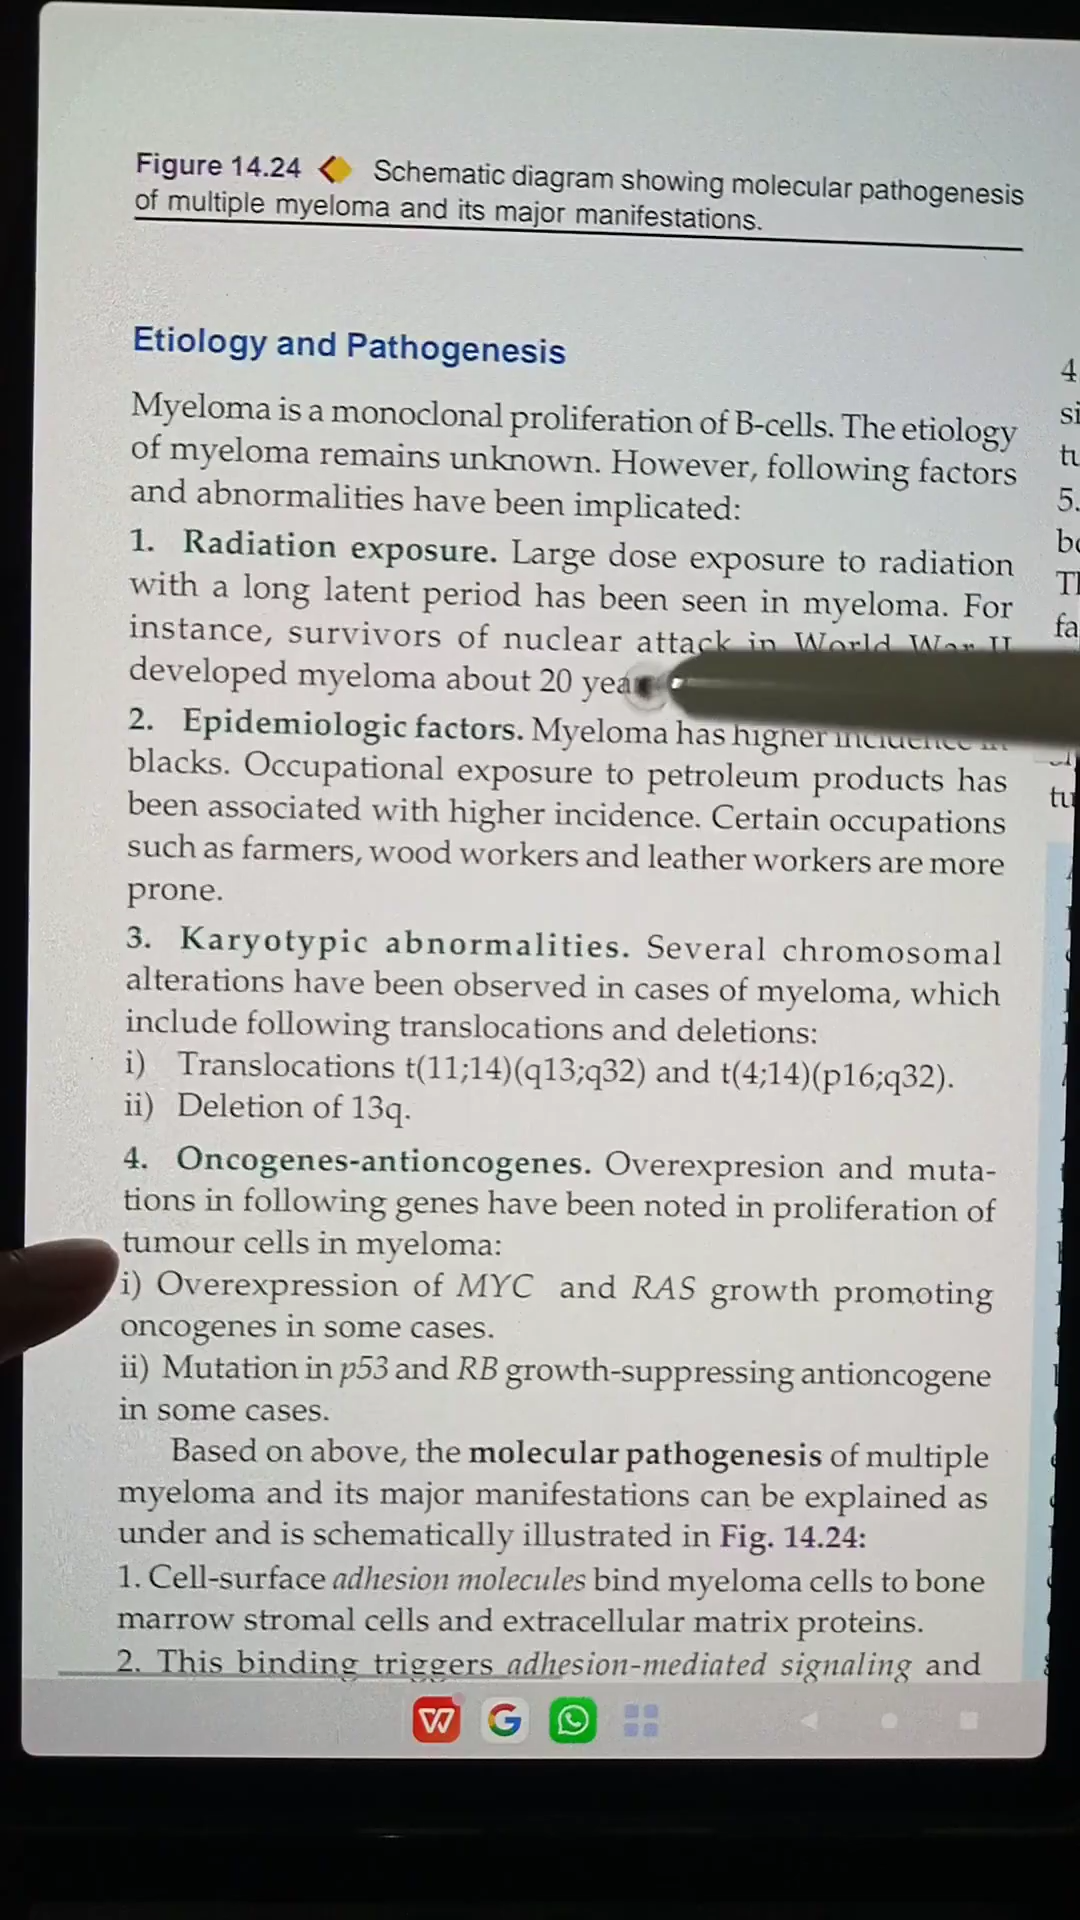 Figure 14.24 Schematic diagram showing molecular pathogenesis
of multiple myeloma and its major manifestations.
Etiology and Pathogenesis
Myeloma is a monoclonal proliferation of B-cells. The etiology
of myeloma remains unknown. However, following factors
and abnormalities have been implicated:
1. Radiation exposure. Large dose exposure to radiation
with a long latent period has been seen in myeloma. For
instance, survivors of nuclear attack in World War II
developed myeloma about 20
2. Epidemiologic factors. Myeloma has higher incidence in
blacks. Occupational exposure to petroleum products has
been associated with higher incidence. Certain occupations
such as farmers, wood workers and leather workers are more
prone.
3. Karyotypic abnormalities. Several chromosomal
alterations have been observed in cases of myeloma, which
include following translocations and deletions:
i) Translocations t(11;14)(q13;q32) and t(4;14)(p16;q32).
ii) Deletion of 13q.
4. Oncogenes-antioncogenes. Overexpresion and muta-
tions in following genes have been noted in proliferation of
tumour cells in myeloma:
i) Overexpression of MYC and RAS growth promoting
oncogenes in some cases.
ii) Mutation in p53 and RB growth-suppressing antioncogene
in some cases.
Based on above, the molecular pathogenesis of multiple
myeloma and its major manifestations can be explained as
under and is schematically illustrated in Fig. 14.24:
1. Cell-surface adhesion molecules bind myeloma cells to bone
marrow stromal cells and extracellular matrix proteins.
2. This binding triggers adhesion-mediated signaling and
4
5.